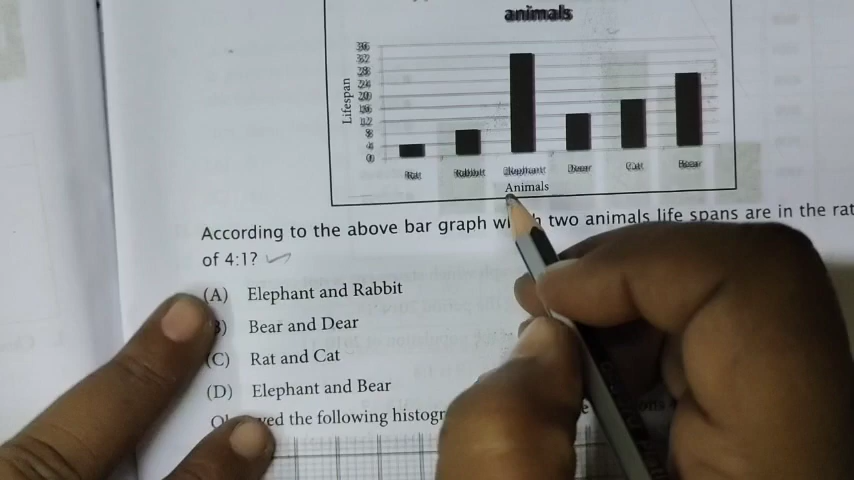 animals
36
32
28
24
20
16
12
8
4
0
Lifespan
Rat Rabbit Elephant Dear Cat Bear
Animals
According to the above bar graph two animals life spans are in the rat
of 4:1?
(A) Elephant and Rabbit
) Bear and Dear
(C) Rat and Cat
(D) Elephant and Bear
the following histogr